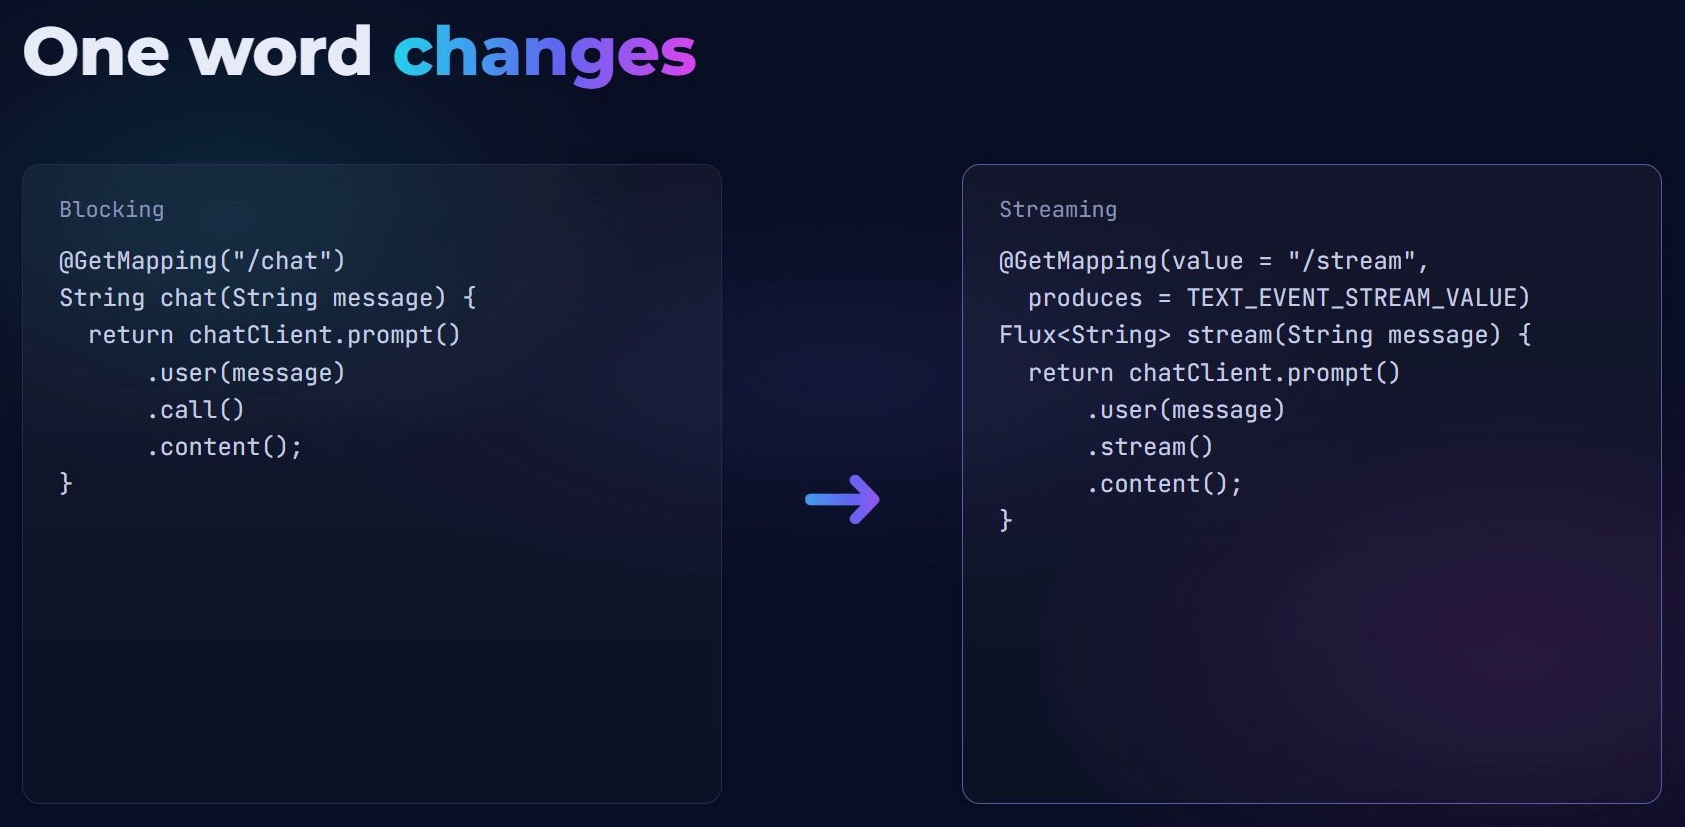 One word changes
Blocking
@GetMapping("/chat")
String chat(String message) {
  return chatClient.prompt()
      .user(message)
      .call()
      .content();
}
Streaming
@GetMapping(value = "/stream",
  produces = TEXT_EVENT_STREAM_VALUE)
Flux<String> stream(String message) {
  return chatClient.prompt()
      .user(message)
      .stream()
      .content();
}